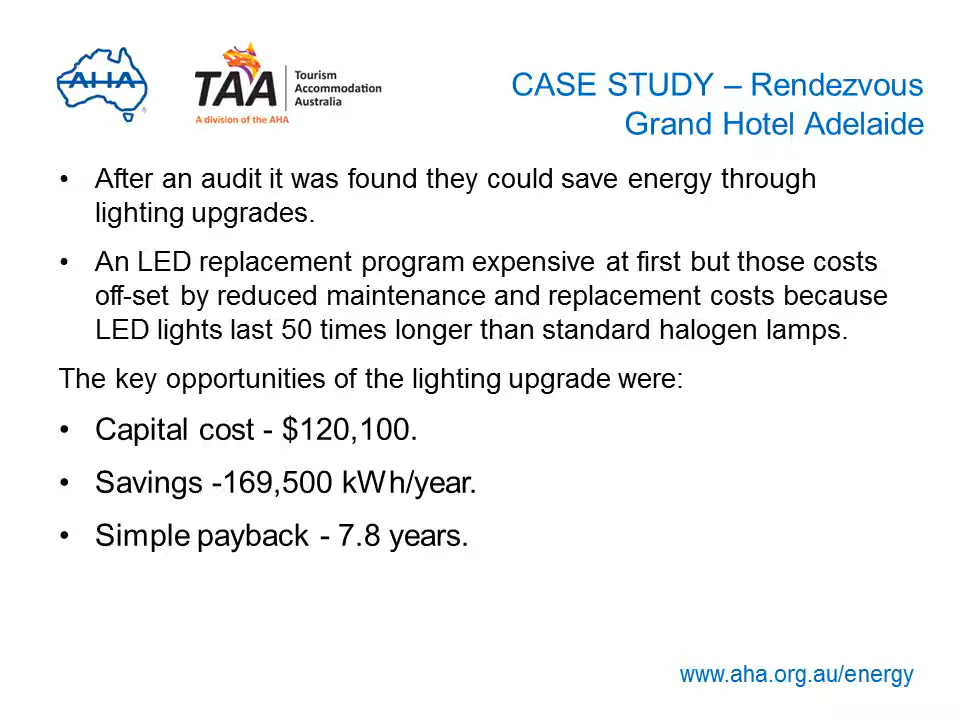 AHA
®
TAA
Tourism
Accommodation
Australia
A division of the AHA
CASE STUDY – Rendezvous
Grand Hotel Adelaide
• After an audit it was found they could save energy through
lighting upgrades.
• An LED replacement program expensive at first but those costs
off-set by reduced maintenance and replacement costs because
LED lights last 50 times longer than standard halogen lamps.
The key opportunities of the lighting upgrade were:
• Capital cost - $120,100.
• Savings -169,500 kWh/year.
• Simple payback - 7.8 years.
www.aha.org.au/energy